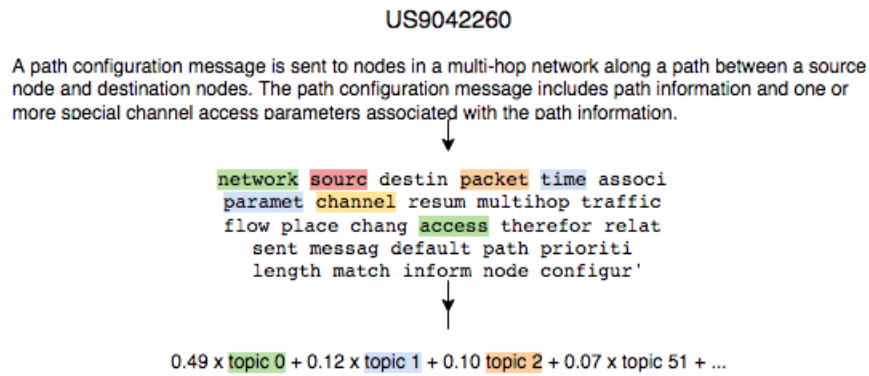 US9042260
A path configuration message is sent to nodes in a multi-hop network along a path between a source
node and destination nodes. The path configuration message includes path information and one or
more special channel access parameters associated with the path information.
network sourc destin packet time associ
paramet channel resum multihop traffic
flow place chang access therefor relat
sent messag default path prioriti
length match inform node configur'
0.49 x topic 0 + 0.12 x topic 1 + 0.10 topic 2 + 0.07 x topic 51 + ...